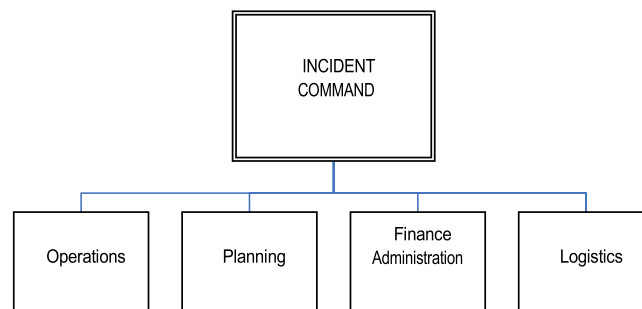 INCIDENT
COMMAND
Operations
Planning
Finance
Administration
Logistics